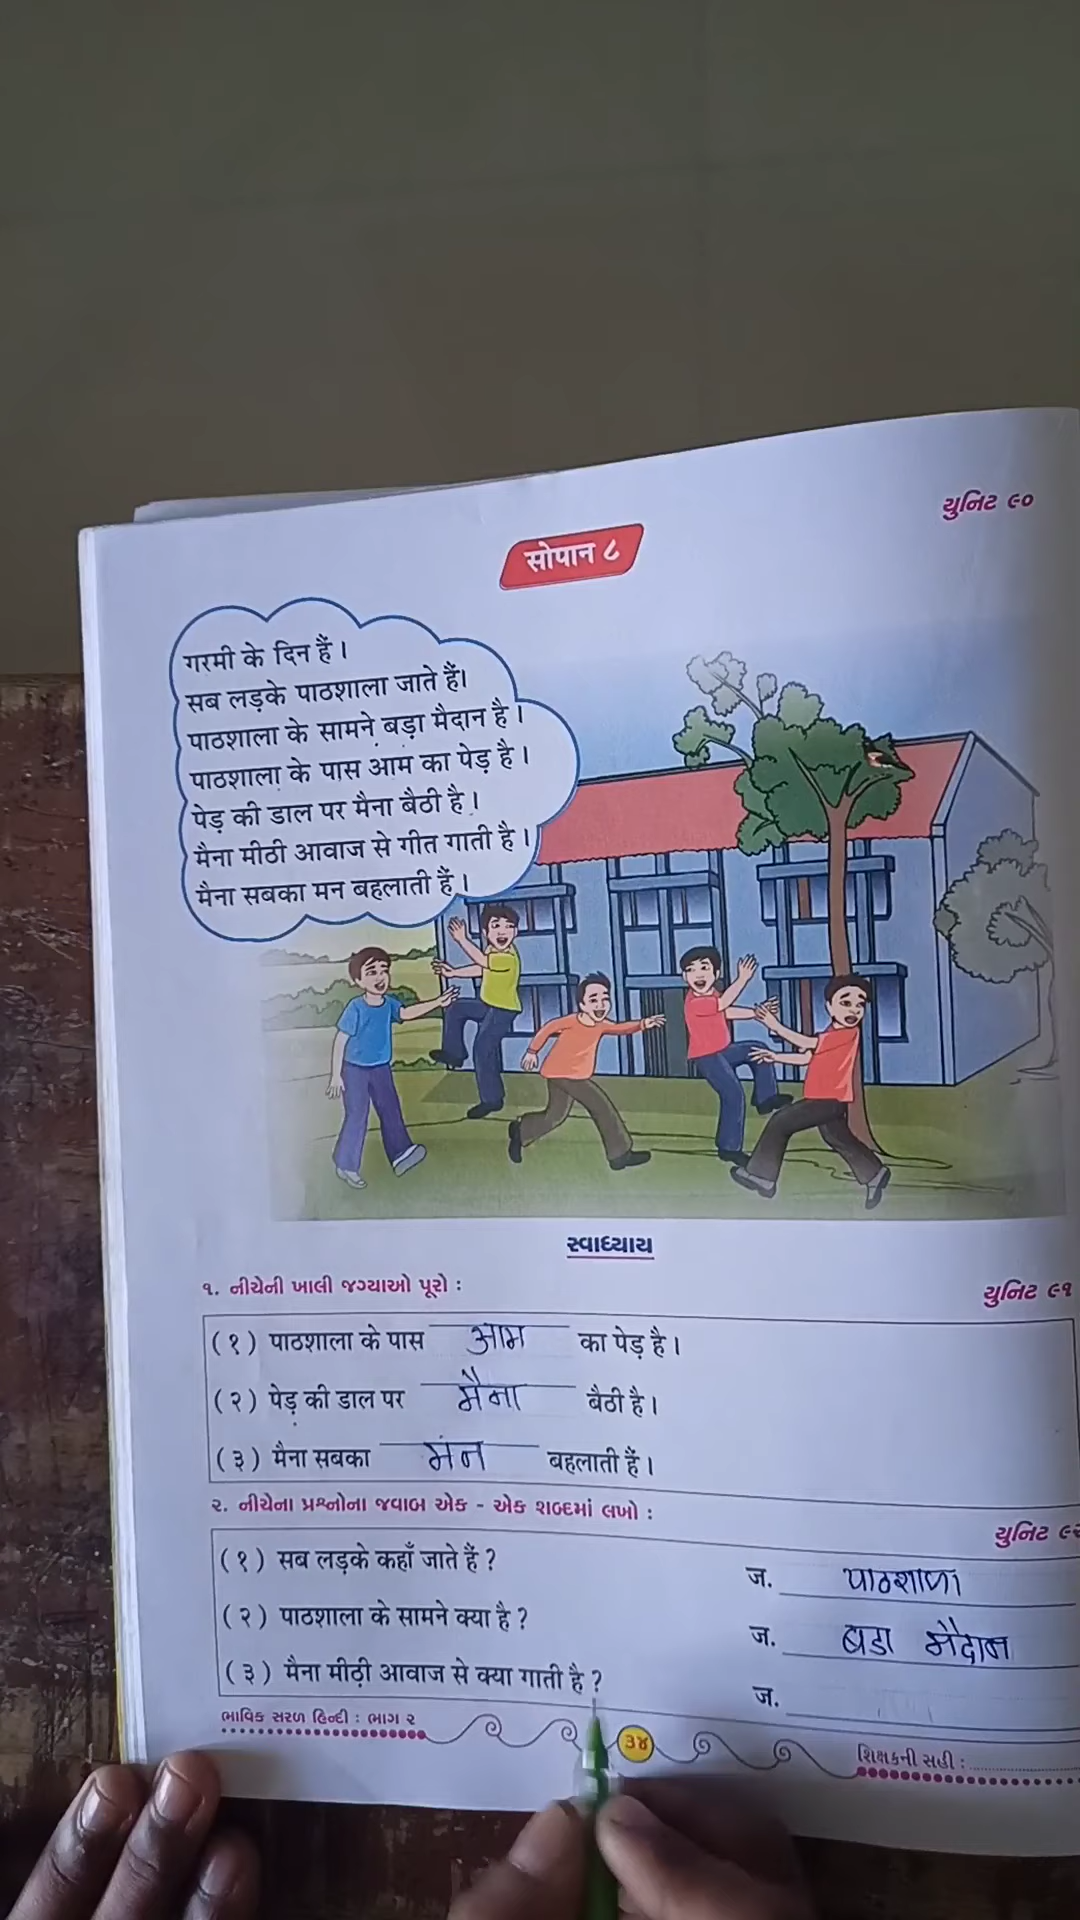 યુનિટ ૯૦
सोपान ८
गरमी के दिन हैं।
सब लड़के पाठशाला जाते हैं।
पाठशाला के सामने बड़ा मैदान है।
पाठशाला के पास आम का पेड़ है।
पेड़ की डाल पर मैना बैठी है।
मैना मीठी आवाज से गीत गाती है।
मैना सबका मन बहलाती हैं।
સ્વાધ્યાય
૧. નીચેની ખાલી જગ્યાઓ પૂરો :
યુનિટ ૯૧
(१) पाठशाला के पास आम का पेड़ है।
(२) पेड़ की डाल पर मैना बैठी है।
(३) मैना सबका मन बहलाती हैं।
૨. નીચેના પ્રશ્નોના જવાબ એક - એક શબ્દમાં લખો :
યુનિટ
(१) सब लड़के कहाँ जाते हैं ? ज. पाठशाला
(२) पाठशाला के सामने क्या है ? ज. बडा मैदान
(३) मैना मीठ़ी आवाज से क्या गाती है ? ज.
ભાવિક સરળ હિન્દી : ભાગ ૨
૩૪
શિક્ષકની સહી :